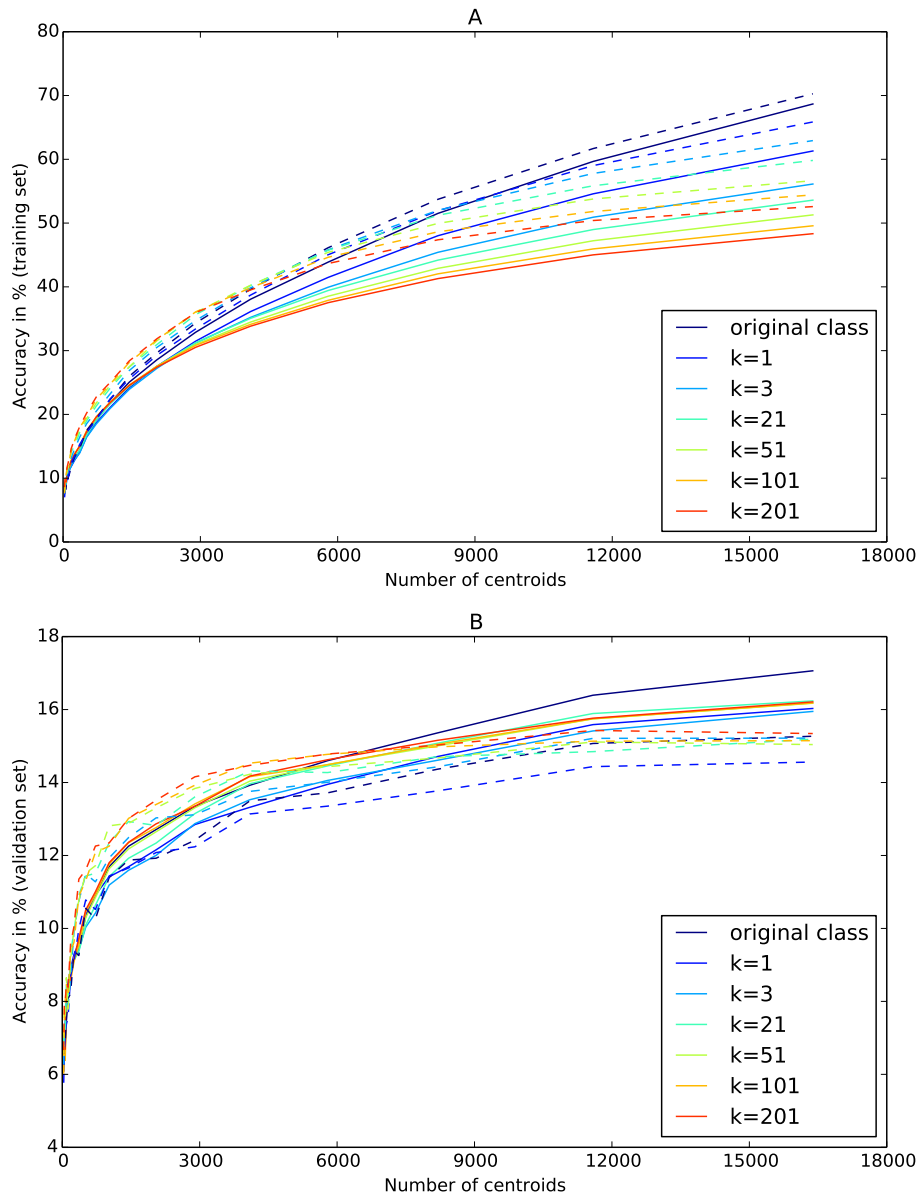 A
Accuracy in % (training set)
80
70
60
50
40
30
20
10
0
original class
k=1
k=3
k=21
k=51
k=101
k=201
0 3000 6000 9000 12000 15000 18000
Number of centroids
B
Accuracy in % (validation set)
18
16
14
12
10
8
6
4
original class
k=1
k=3
k=21
k=51
k=101
k=201
0 3000 6000 9000 12000 15000 18000
Number of centroids